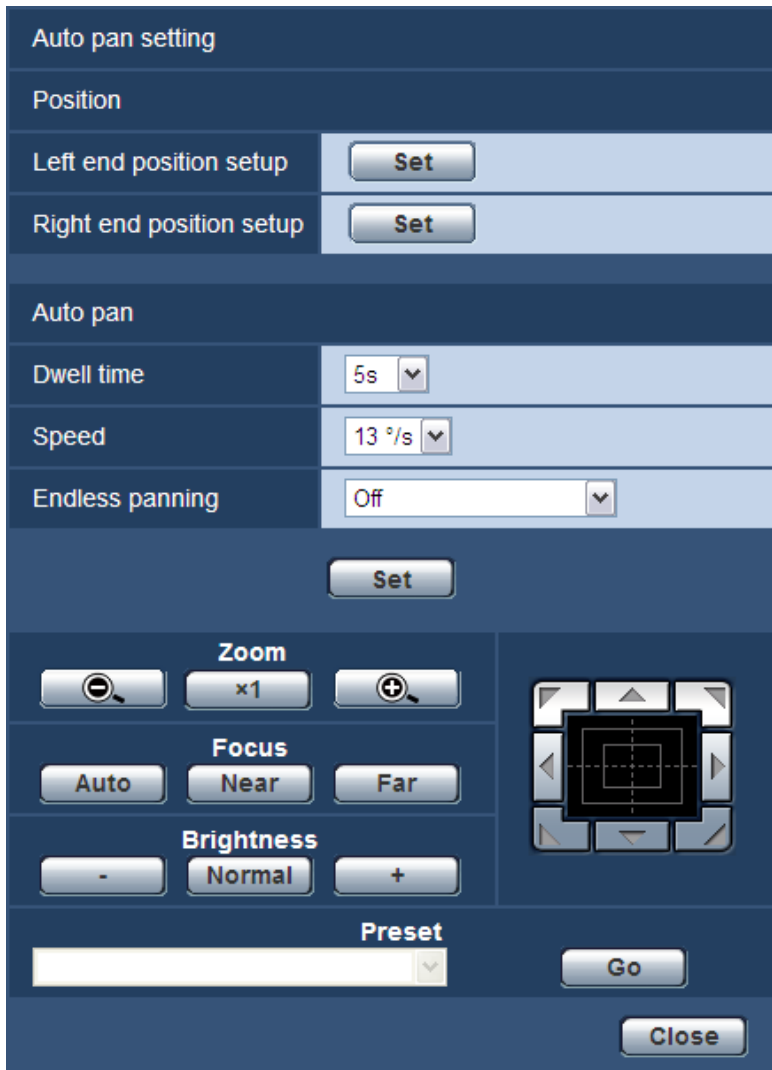 Auto pan setting
Position
Left end position setup Set
Right end position setup Set
Auto pan
Dwell time 5s
Speed 13 °/s
Endless panning Off
Set
Zoom
×1
Focus
Auto Near Far
Brightness
- Normal +
Preset
Go
Close